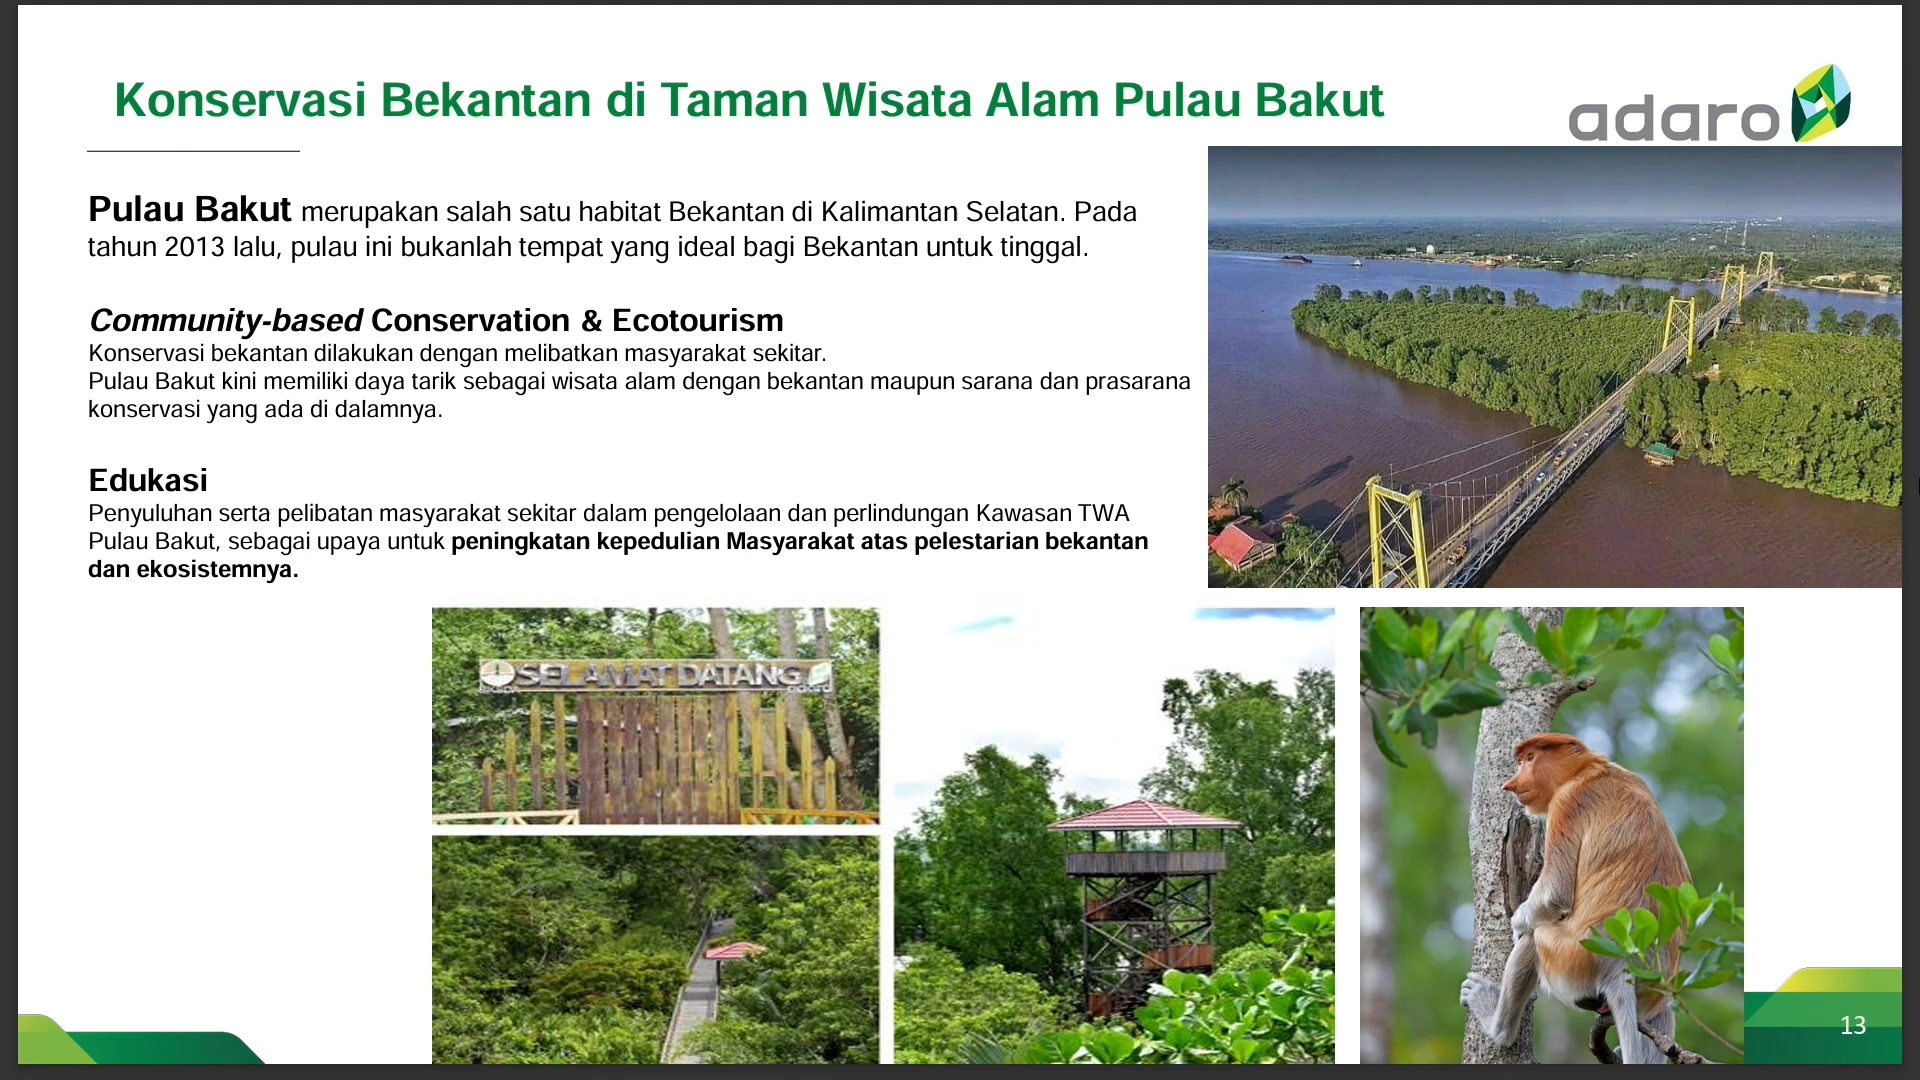 Konservasi Bekantan di Taman Wisata Alam Pulau Bakut
adaro
Pulau Bakut merupakan salah satu habitat Bekantan di Kalimantan Selatan. Pada
tahun 2013 lalu, pulau ini bukanlah tempat yang ideal bagi Bekantan untuk tinggal.
Community-based Conservation & Ecotourism
Konservasi bekantan dilakukan dengan melibatkan masyarakat sekitar.
Pulau Bakut kini memiliki daya tarik sebagai wisata alam dengan bekantan maupun sarana dan prasarana
konservasi yang ada di dalamnya.
Edukasi
Penyuluhan serta pelibatan masyarakat sekitar dalam pengelolaan dan perlindungan Kawasan TWA
Pulau Bakut, sebagai upaya untuk peningkatan kepedulian Masyarakat atas pelestarian bekantan
dan ekosistemnya.
SELAMAT DATANG
13